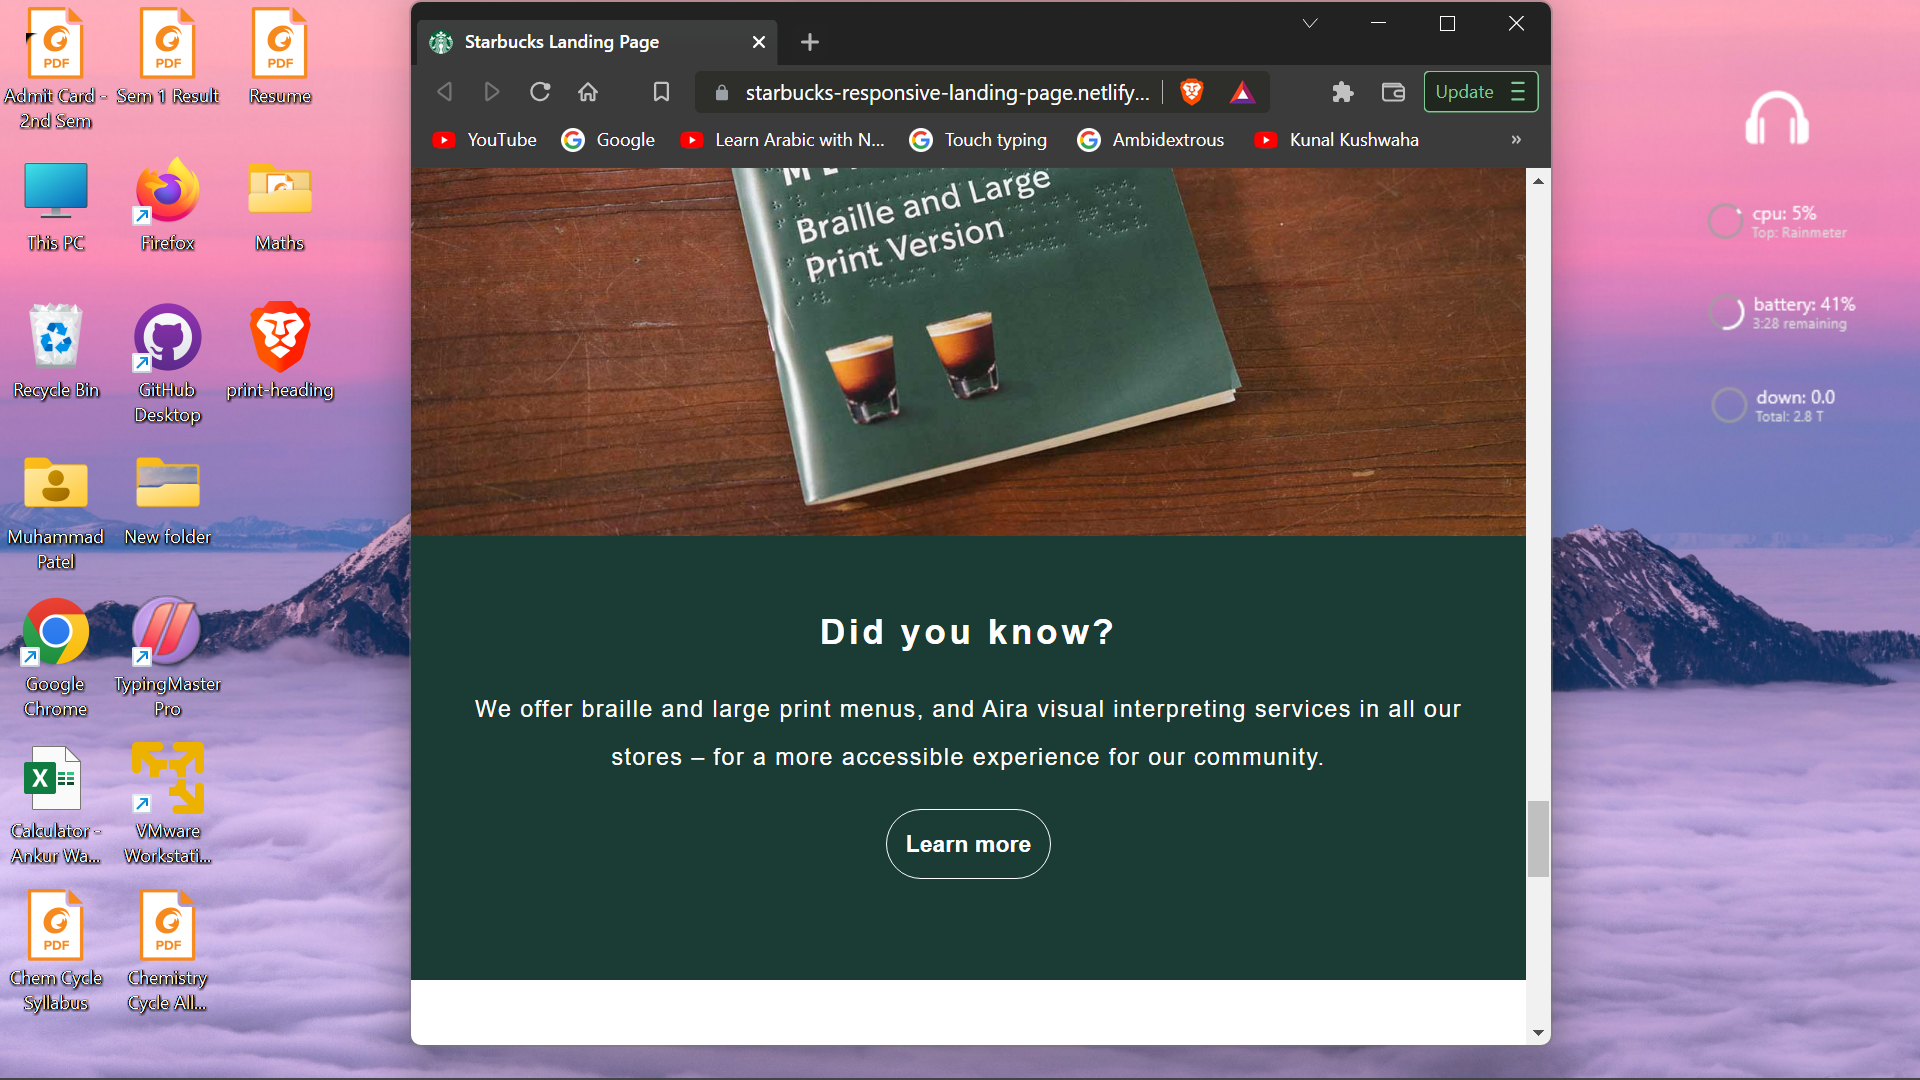 Admit Card -
2nd Sem
Sem 1 Result
Resume
This PC
Firefox
Maths
Recycle Bin
GitHub
Desktop
print-heading
Muhammad
Patel
New folder
Google
Chrome
TypingMaster
Pro
Calculator -
Ankur Wa...
VMware
Workstati...
Chem Cycle
Syllabus
Chemistry
Cycle All...
PDF
PDF
PDF
PDF
PDF
Starbucks Landing Page
starbucks-responsive-landing-page.netlify...
Update
YouTube
Google
Learn Arabic with N...
Touch typing
Ambidextrous
Kunal Kushwaha
»
Braille and Large
Print Version
Did you know?
We offer braille and large print menus, and Aira visual interpreting services in all our
stores – for a more accessible experience for our community.
Learn more
cpu: 5%
Top: Rainmeter
battery: 41%
3:28 remaining
down: 0.0
Total: 2.8 T